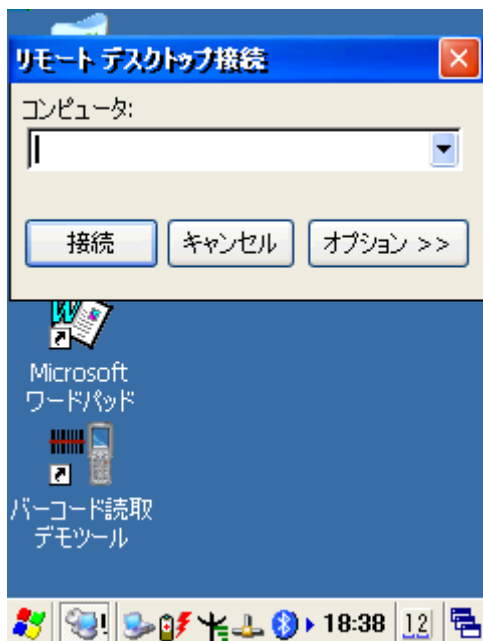 リモート デスクトップ接続
コンピュータ:
接続
キャンセル
オプション >>
Microsoft
ワードパッド
バーコード読取
デモツール
18:38
12